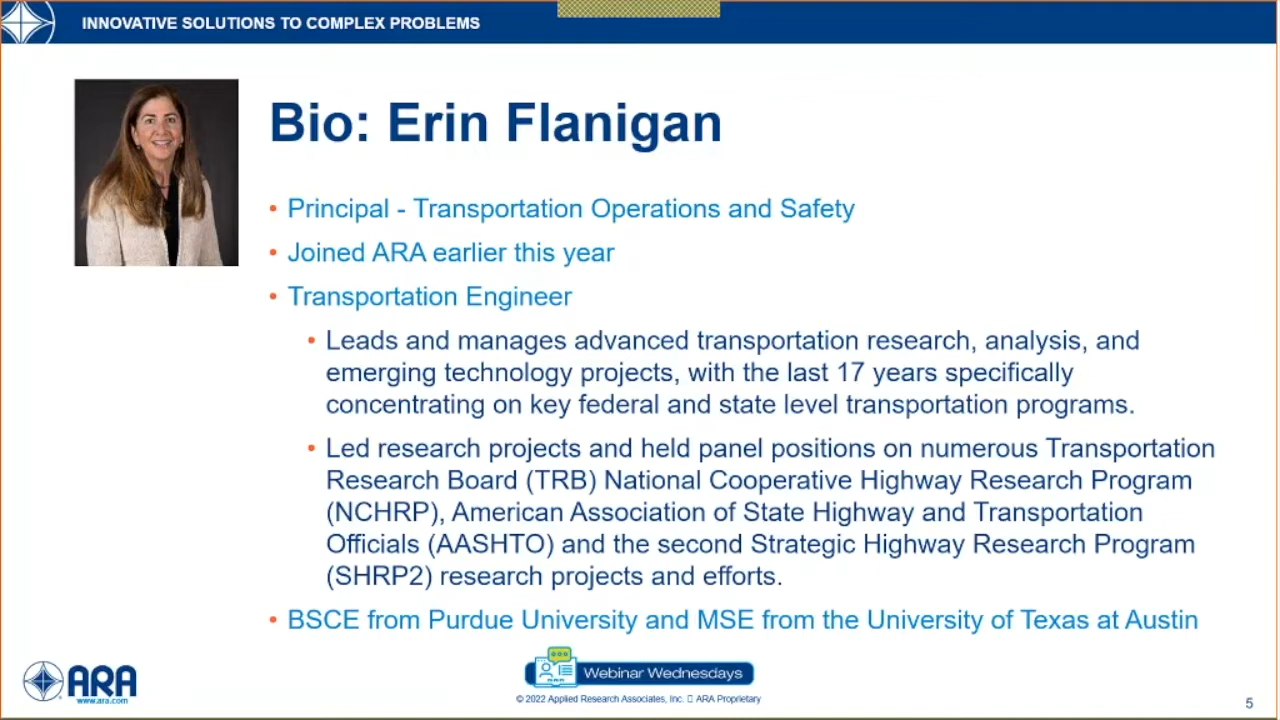 INNOVATIVE SOLUTIONS TO COMPLEX PROBLEMS
Bio: Erin Flanigan
• Principal - Transportation Operations and Safety
• Joined ARA earlier this year
• Transportation Engineer
• Leads and manages advanced transportation research, analysis, and
emerging technology projects, with the last 17 years specifically
concentrating on key federal and state level transportation programs.
• Led research projects and held panel positions on numerous Transportation
Research Board (TRB) National Cooperative Highway Research Program
(NCHRP), American Association of State Highway and Transportation
Officials (AASHTO) and the second Strategic Highway Research Program
(SHRP2) research projects and efforts.
• BSCE from Purdue University and MSE from the University of Texas at Austin
ARA
www.ara.com
Webinar Wednesdays
© 2022 Applied Research Associates, Inc. ▯ ARA Proprietary
5